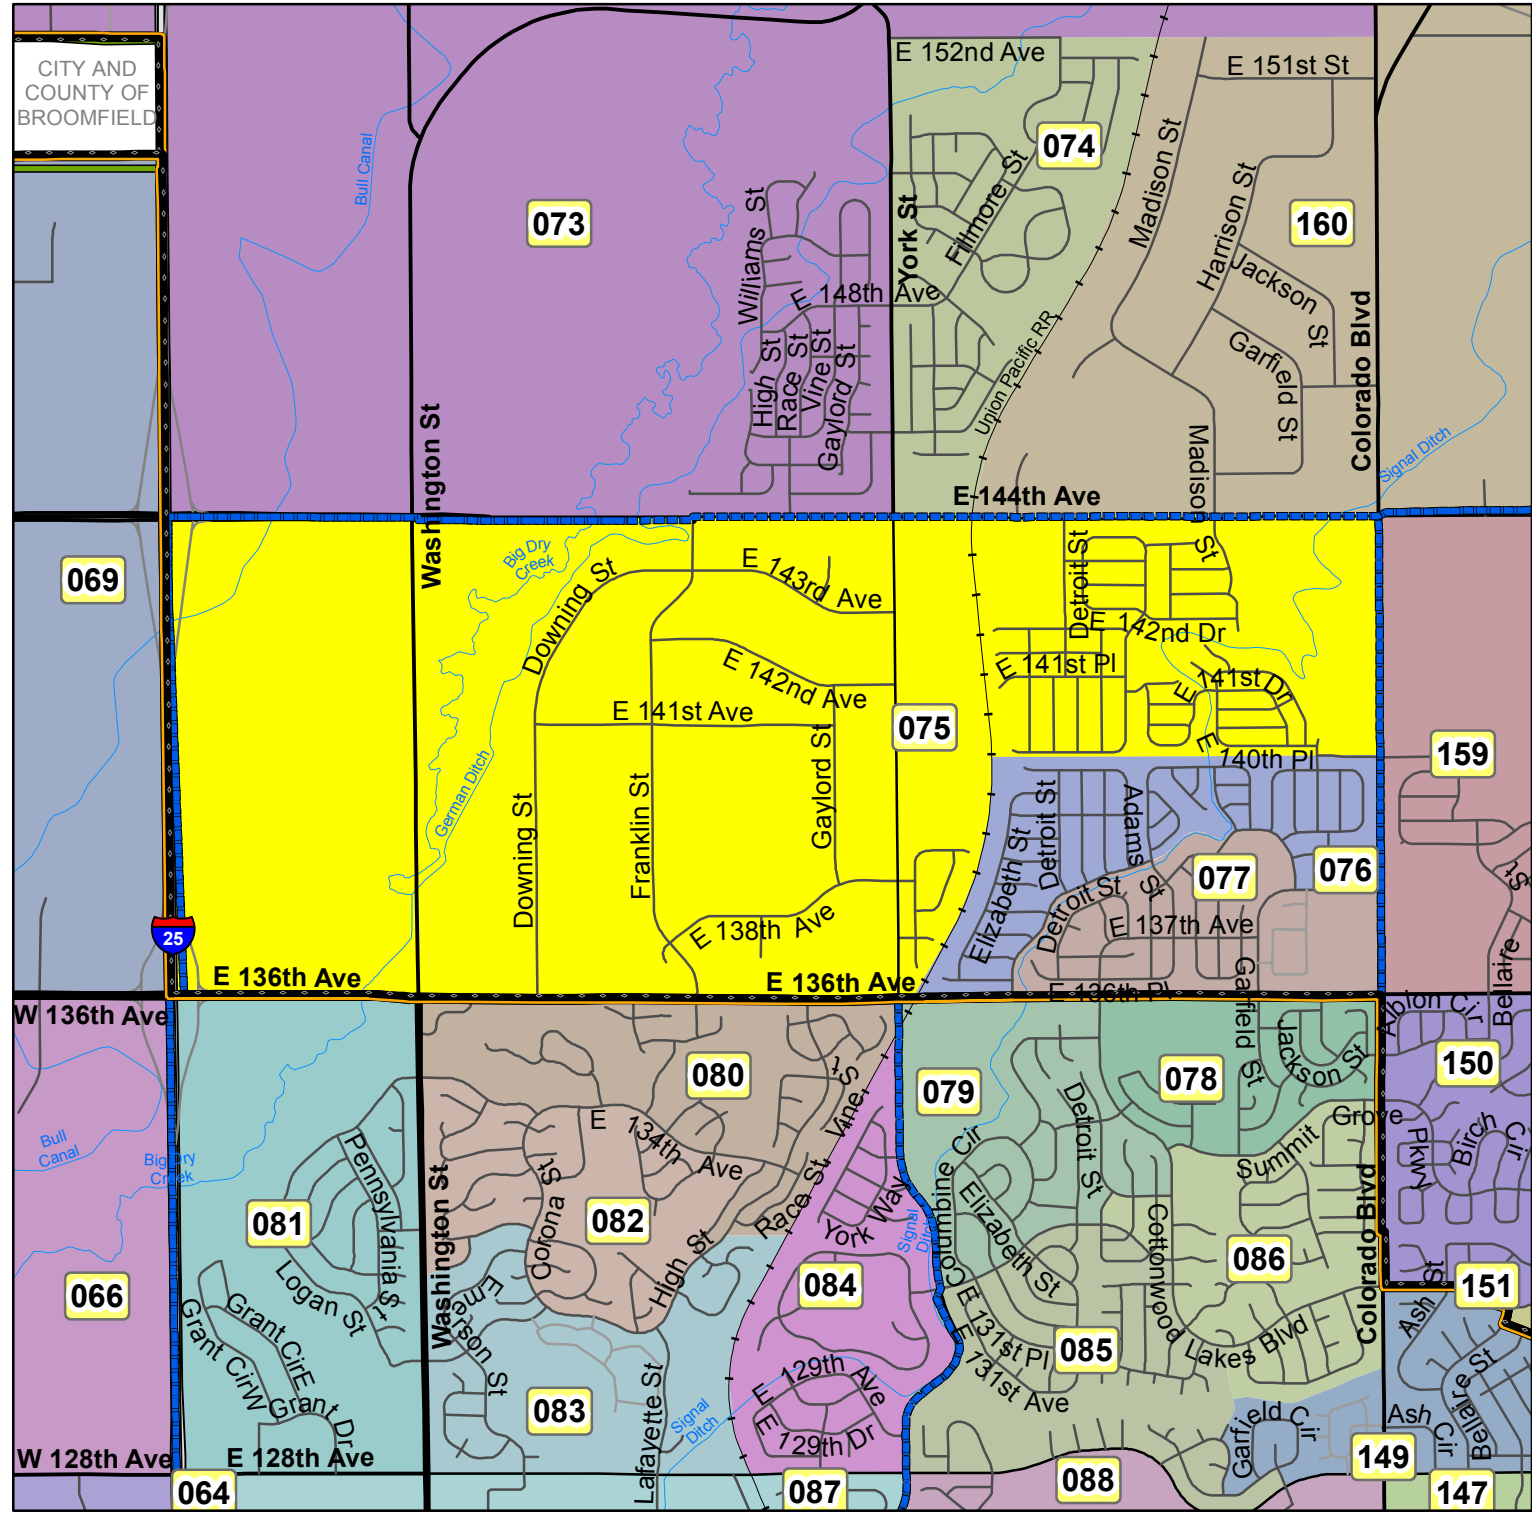 CITY AND
COUNTY OF
BROOMFIELD
E 152nd Ave
E 151st St
074
Bull Canal
Madison St
Fillmore St
Harrison St
073
160
Williams St
York St
Jackson St
E 148th Ave
Colorado Blvd
Union Pacific RR
Garfield St
High St
Race St
Vine St
Gaylord St
Washington St
Madison St
Signal Ditch
E 144th Ave
069
Big Dry
Creek
Downing St
E 143rd Ave
Detroit St
E 142nd Dr
E 141st Pl
E 142nd Ave
E 141st Dr
E 141st Ave
075
E 140th Pl
159
German Ditch
Downing St
Franklin St
Gaylord St
Elizabeth St
Detroit St
Adams St
077
076
St
Detroit St
E 137th Ave
E 138th Ave
25
Bellaire
E 136th Ave
E 136th Ave
E 136th Pl
Garfield St
W 136th Ave
Albion Cir
Jackson St
080
079
078
150
Vine St
Detroit St
Grove
Bull
Canal
Big Dry
Creek
Pennsylvania St
E 134th Ave
Summit
Pkwy
Birch Cir
Columbine Cir
Washington St
Corona St
Race St
York Way
Signal
Ditch
Elizabeth St
Cottonwood Lakes Blvd
Colorado Blvd
081
082
086
High St
084
066
Logan St
Emerson St
St
151
Ash
Grant CirE
Grant CirW
E 131st Pl
E 131st Ave
085
Grant Dr
083
Lafayette St
Signal
Ditch
E 129th Ave
E 129th Dr
Garfield Cir
Ash Cir
Bellaire St
W 128th Ave
E 128th Ave
149
064
087
088
147